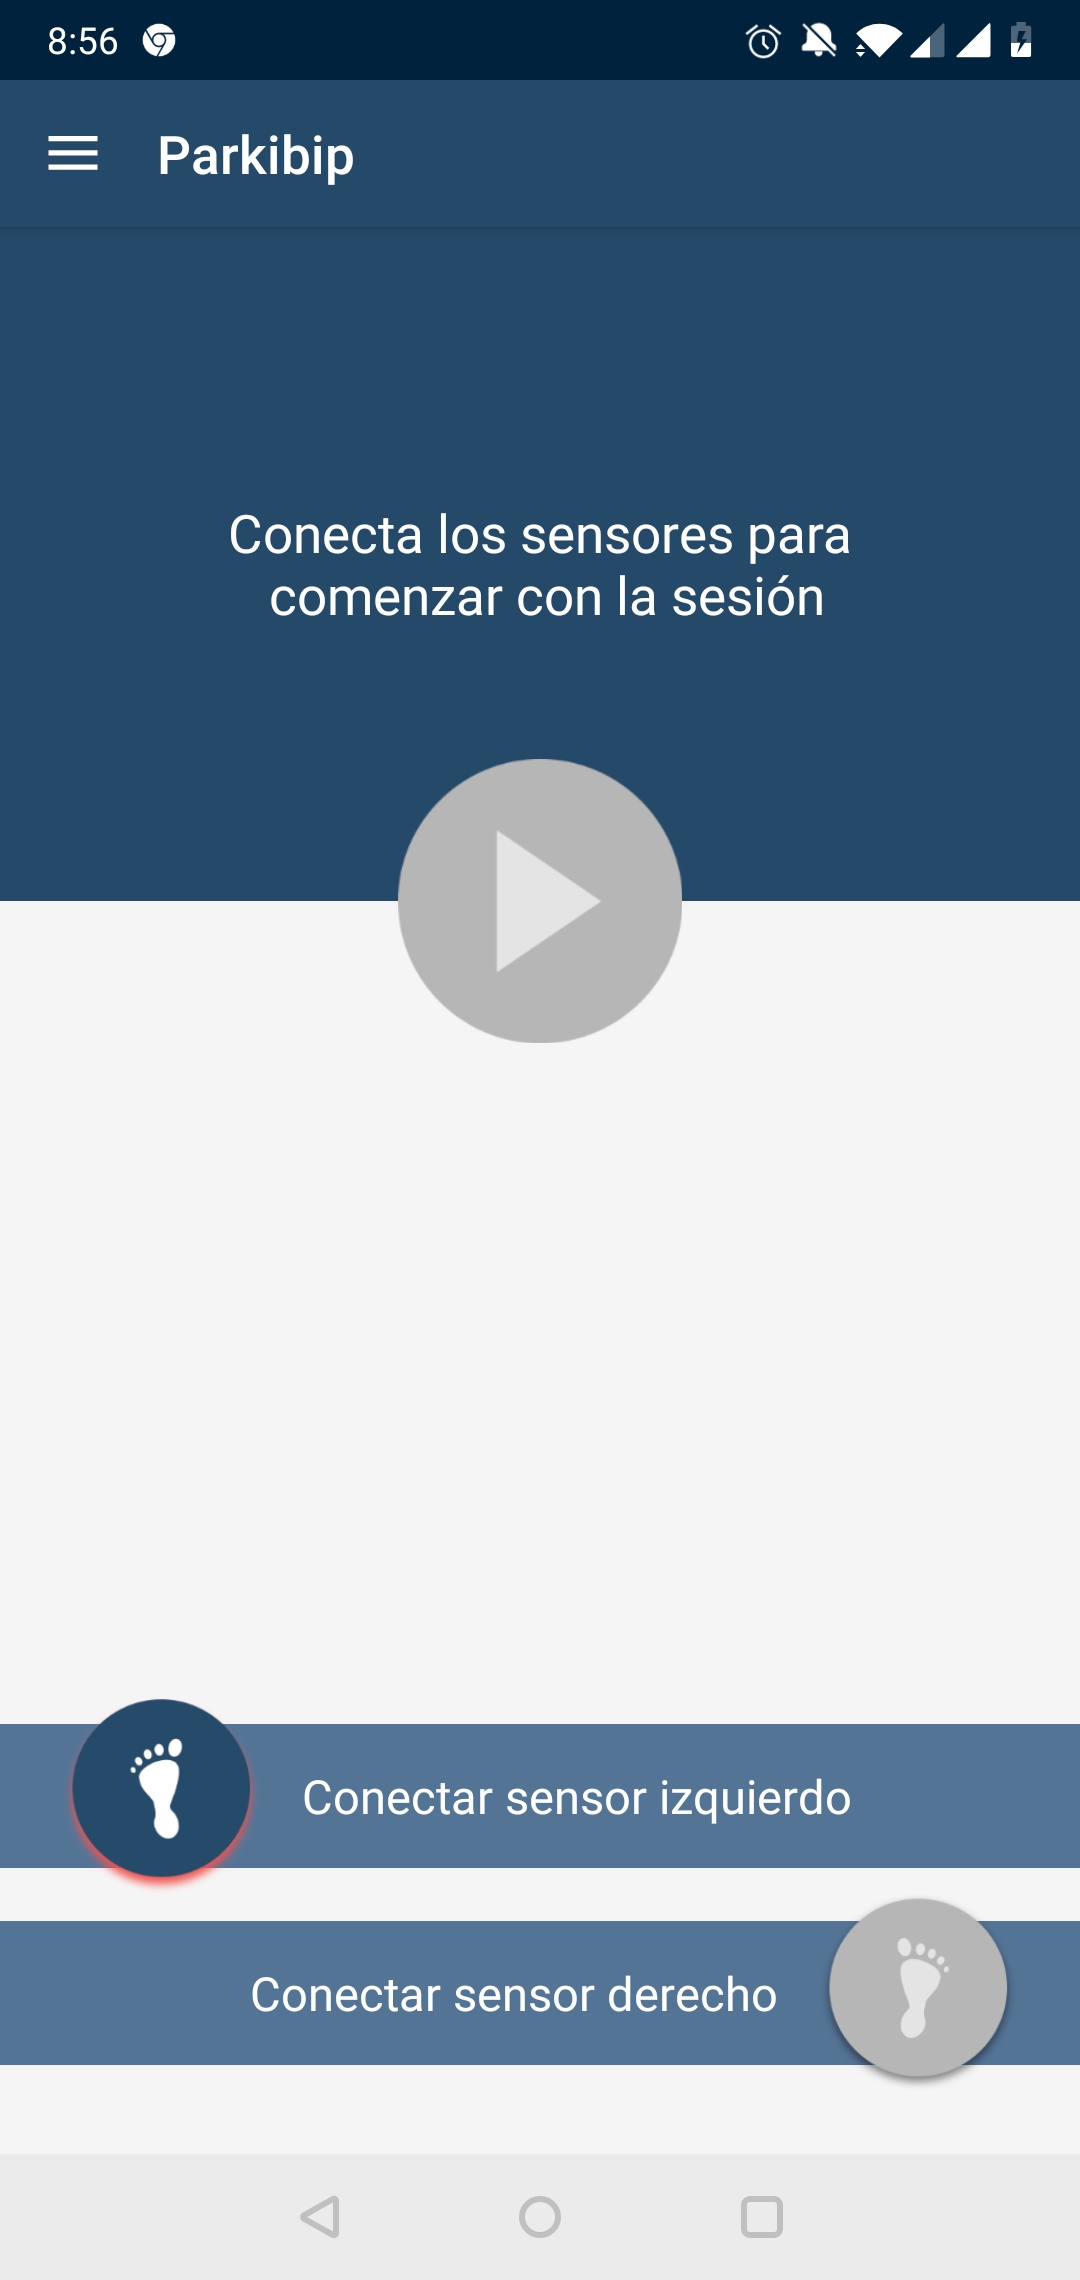 8:56
Parkibip
Conecta los sensores para
comenzar con la sesión
Conectar sensor izquierdo
Conectar sensor derecho